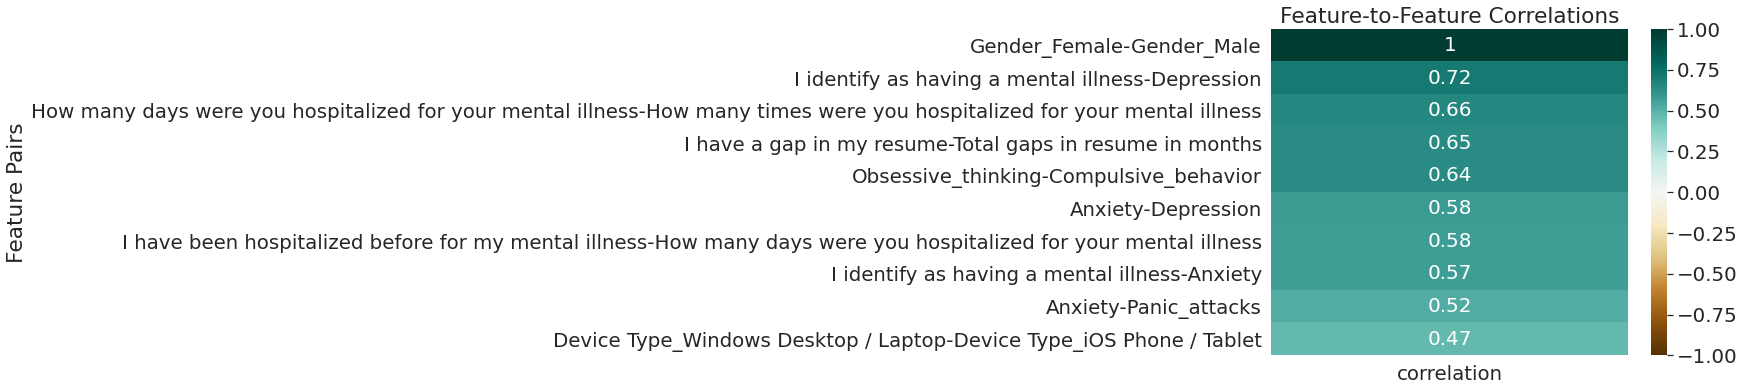 Feature-to-Feature Correlations
Feature Pairs
Gender_Female-Gender_Male 1
I identify as having a mental illness-Depression 0.72
How many days were you hospitalized for your mental illness-How many times were you hospitalized for your mental illness 0.66
I have a gap in my resume-Total gaps in resume in months 0.65
Obsessive_thinking-Compulsive_behavior 0.64
Anxiety-Depression 0.58
I have been hospitalized before for my mental illness-How many days were you hospitalized for your mental illness 0.58
I identify as having a mental illness-Anxiety 0.57
Anxiety-Panic_attacks 0.52
Device Type_Windows Desktop / Laptop-Device Type_iOS Phone / Tablet 0.47
correlation
1.00
0.75
0.50
0.25
0.00
−0.25
−0.50
−0.75
−1.00